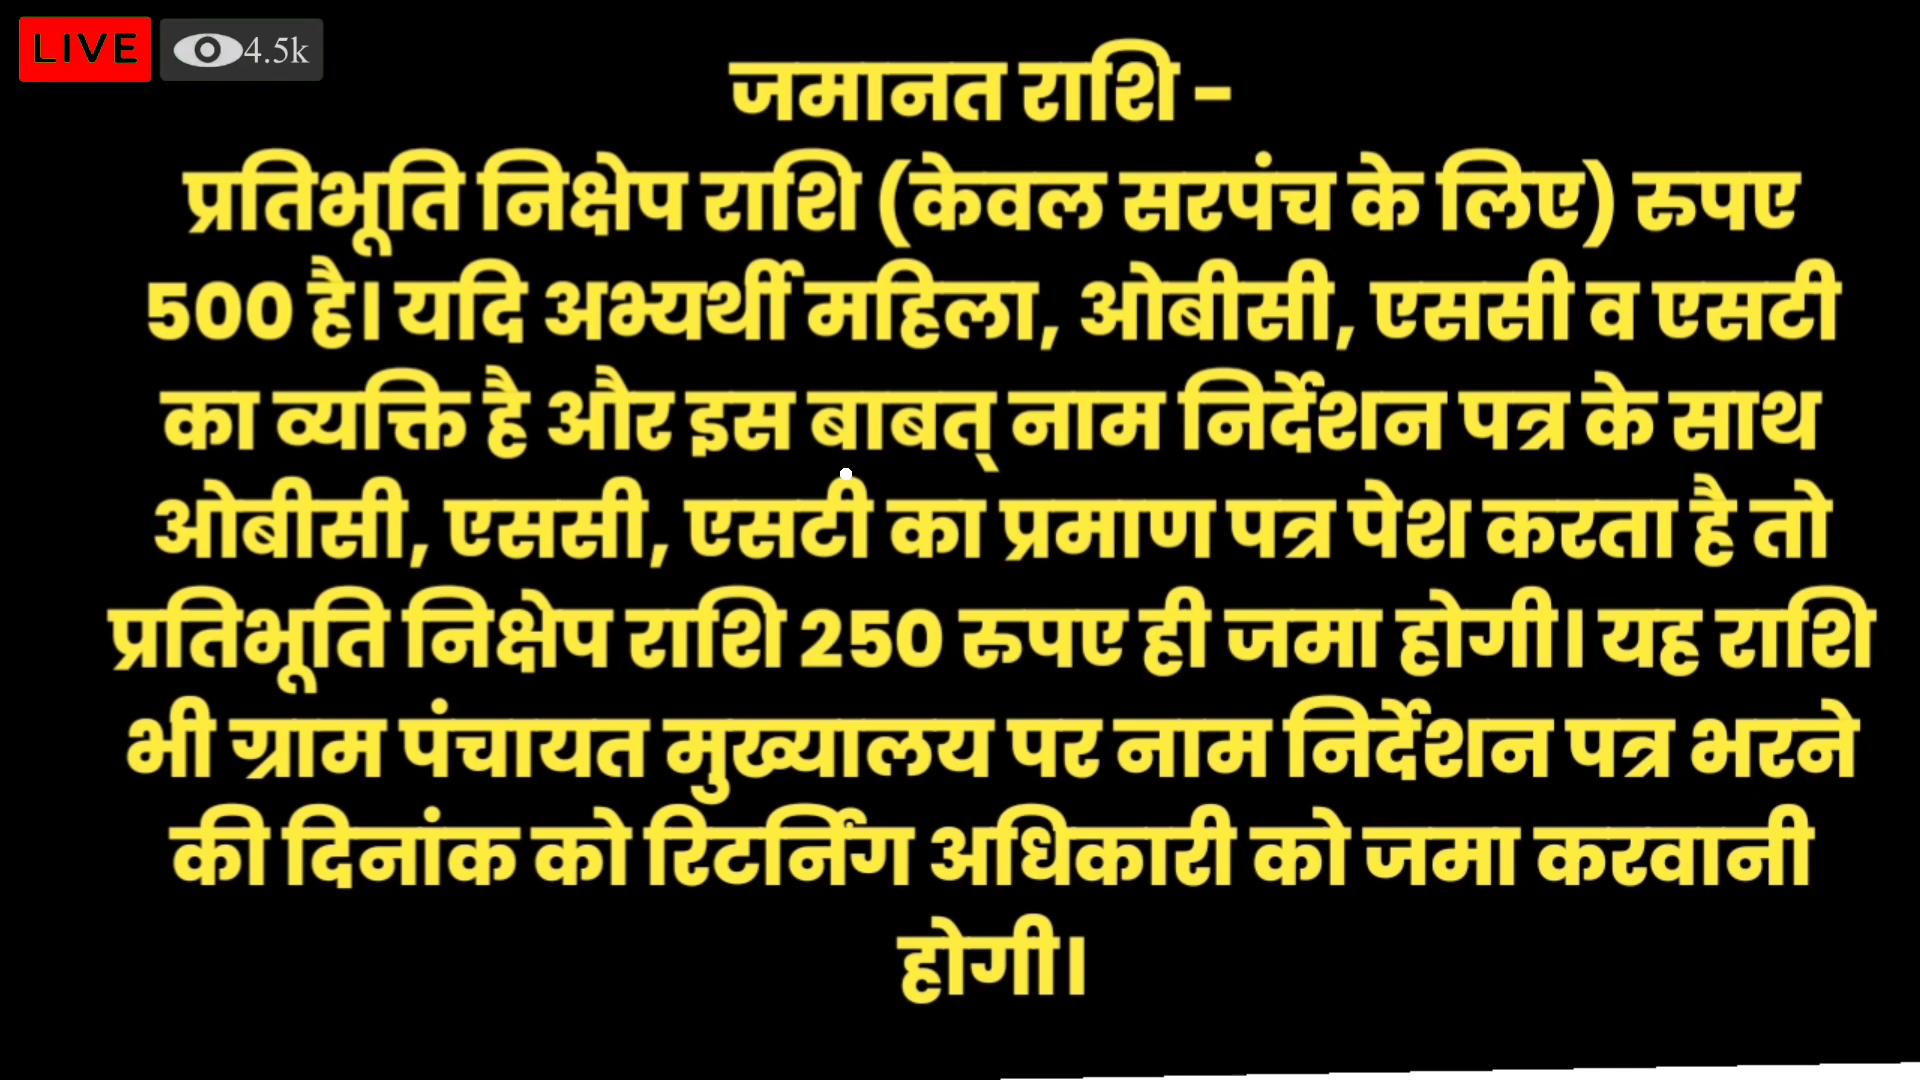 LIVE 4.5k
जमानत राशि -
प्रतिभूति निक्षेप राशि (केवल सरपंच के लिए) रुपए
500 है। यदि अभ्यर्थी महिला, ओबीसी, एससी व एसटी
का व्यक्ति है और इस बाबत् नाम निर्देशन पत्र के साथ
ओबीसी, एससी, एसटी का प्रमाण पत्र पेश करता है तो
प्रतिभूति निक्षेप राशि 250 रुपए ही जमा होगी। यह राशि
भी ग्राम पंचायत मुख्यालय पर नाम निर्देशन पत्र भरने
की दिनांक को रिटर्निंग अधिकारी को जमा करवानी
होगी।